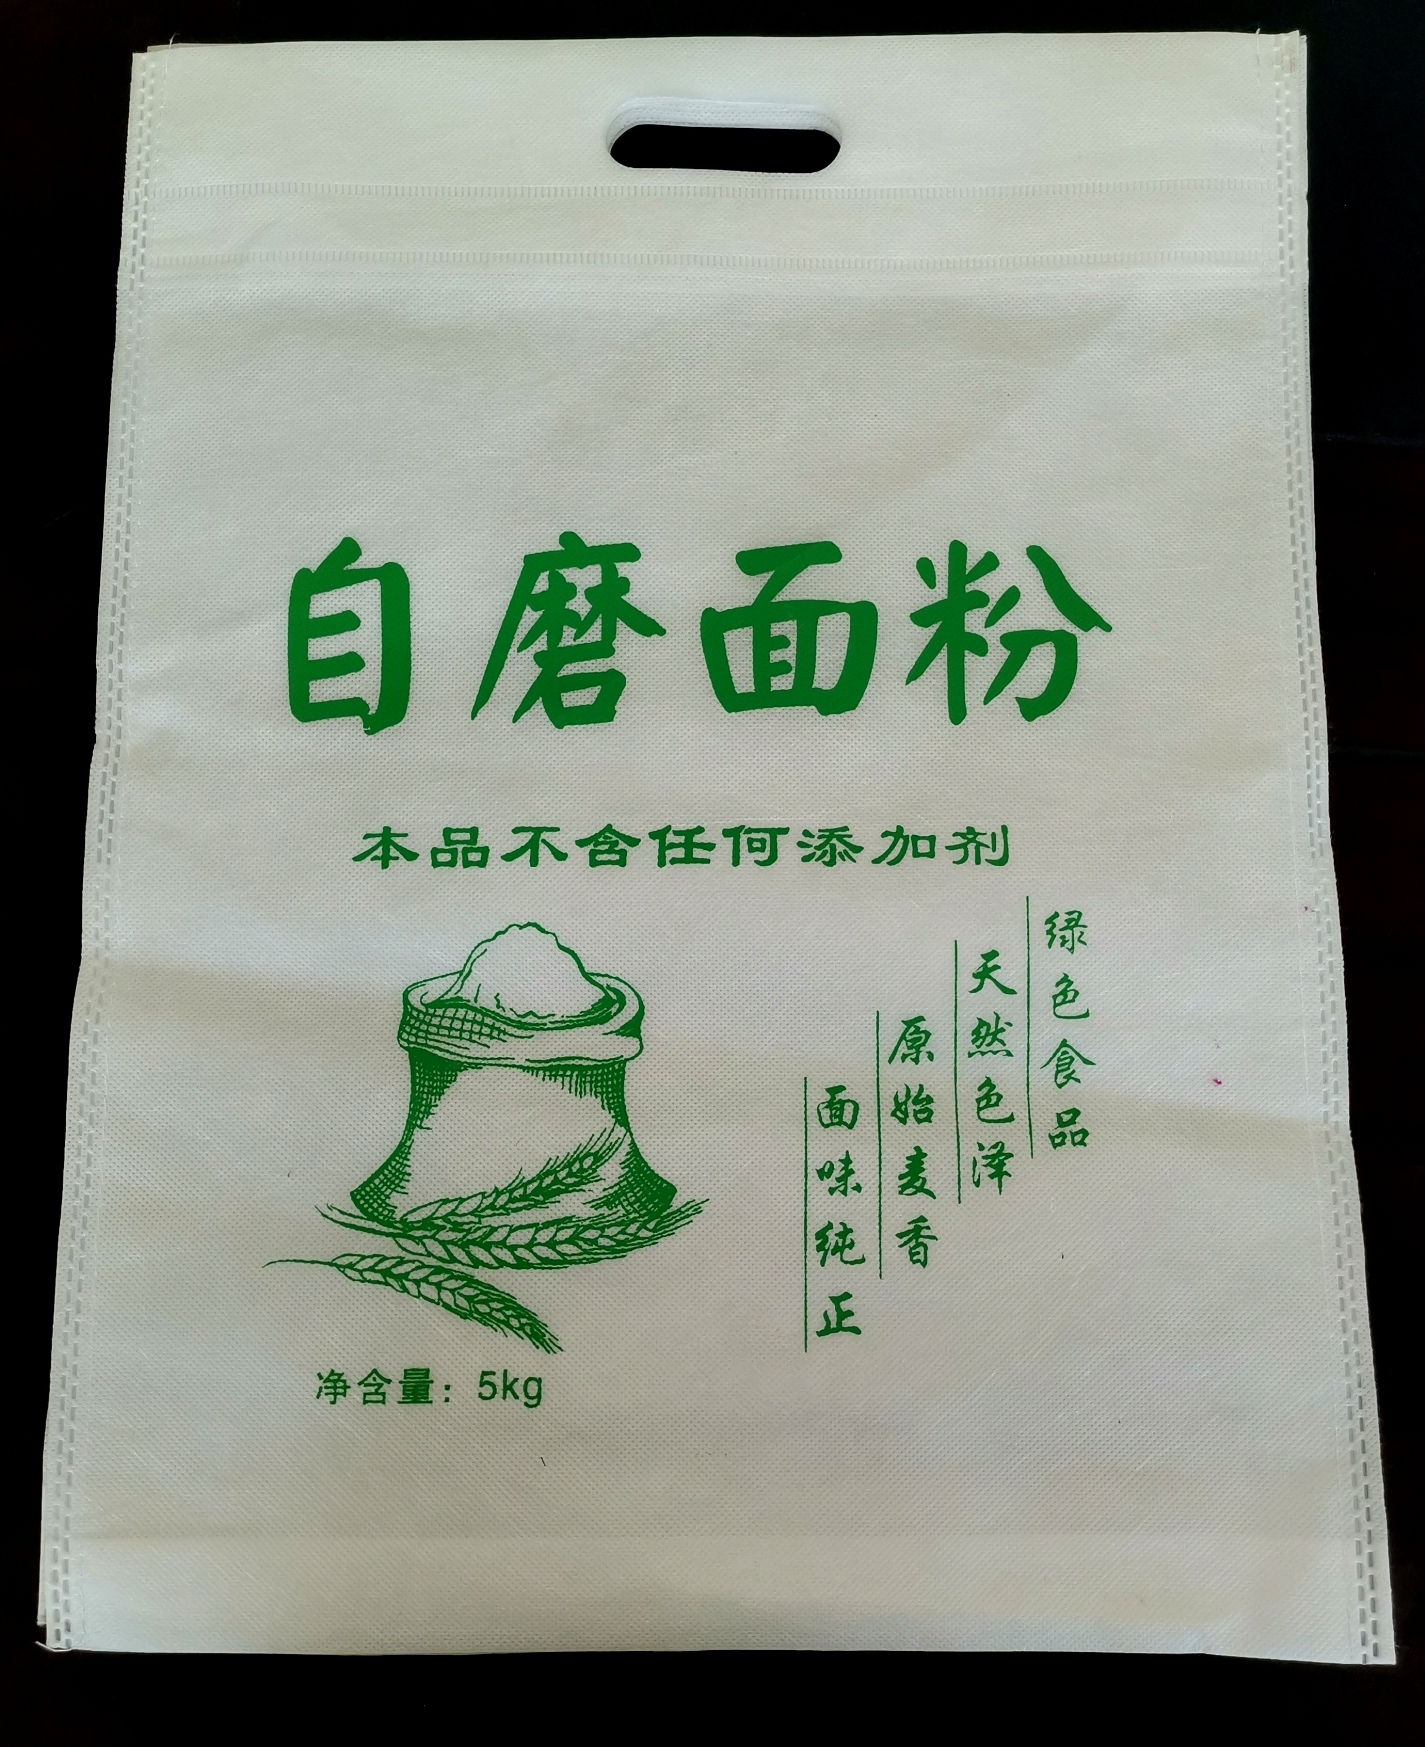 自磨面粉
本品不含任何添加剂
绿色食品
天然色泽
原始麦香
面味纯正
净含量：5kg